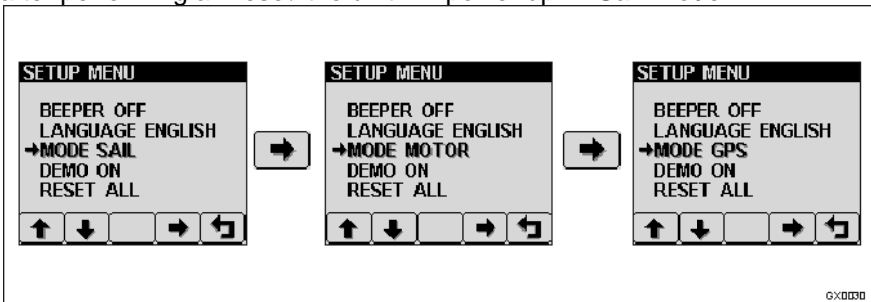 SETUP MENU
BEEPER OFF
LANGUAGE ENGLISH
MODE SAIL
DEMO ON
RESET ALL
SETUP MENU
BEEPER OFF
LANGUAGE ENGLISH
MODE MOTOR
DEMO ON
RESET ALL
SETUP MENU
BEEPER OFF
LANGUAGE ENGLISH
MODE GPS
DEMO ON
RESET ALL
GX0030